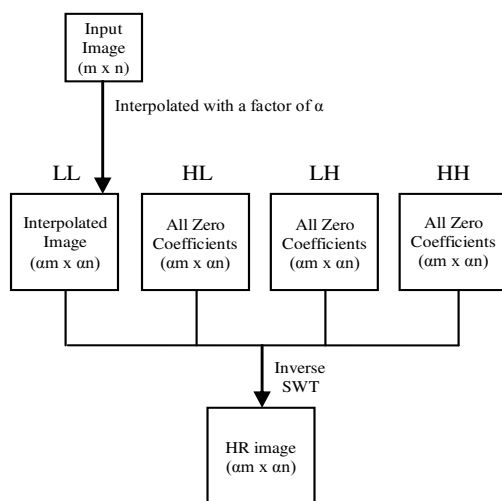 Input
Image
(m x n)
Interpolated with a factor of α
LL
HL
LH
HH
Interpolated
Image
(αm x αn)
All Zero
Coefficients
(αm x αn)
All Zero
Coefficients
(αm x αn)
All Zero
Coefficients
(αm x αn)
Inverse
SWT
HR image
(αm x αn)